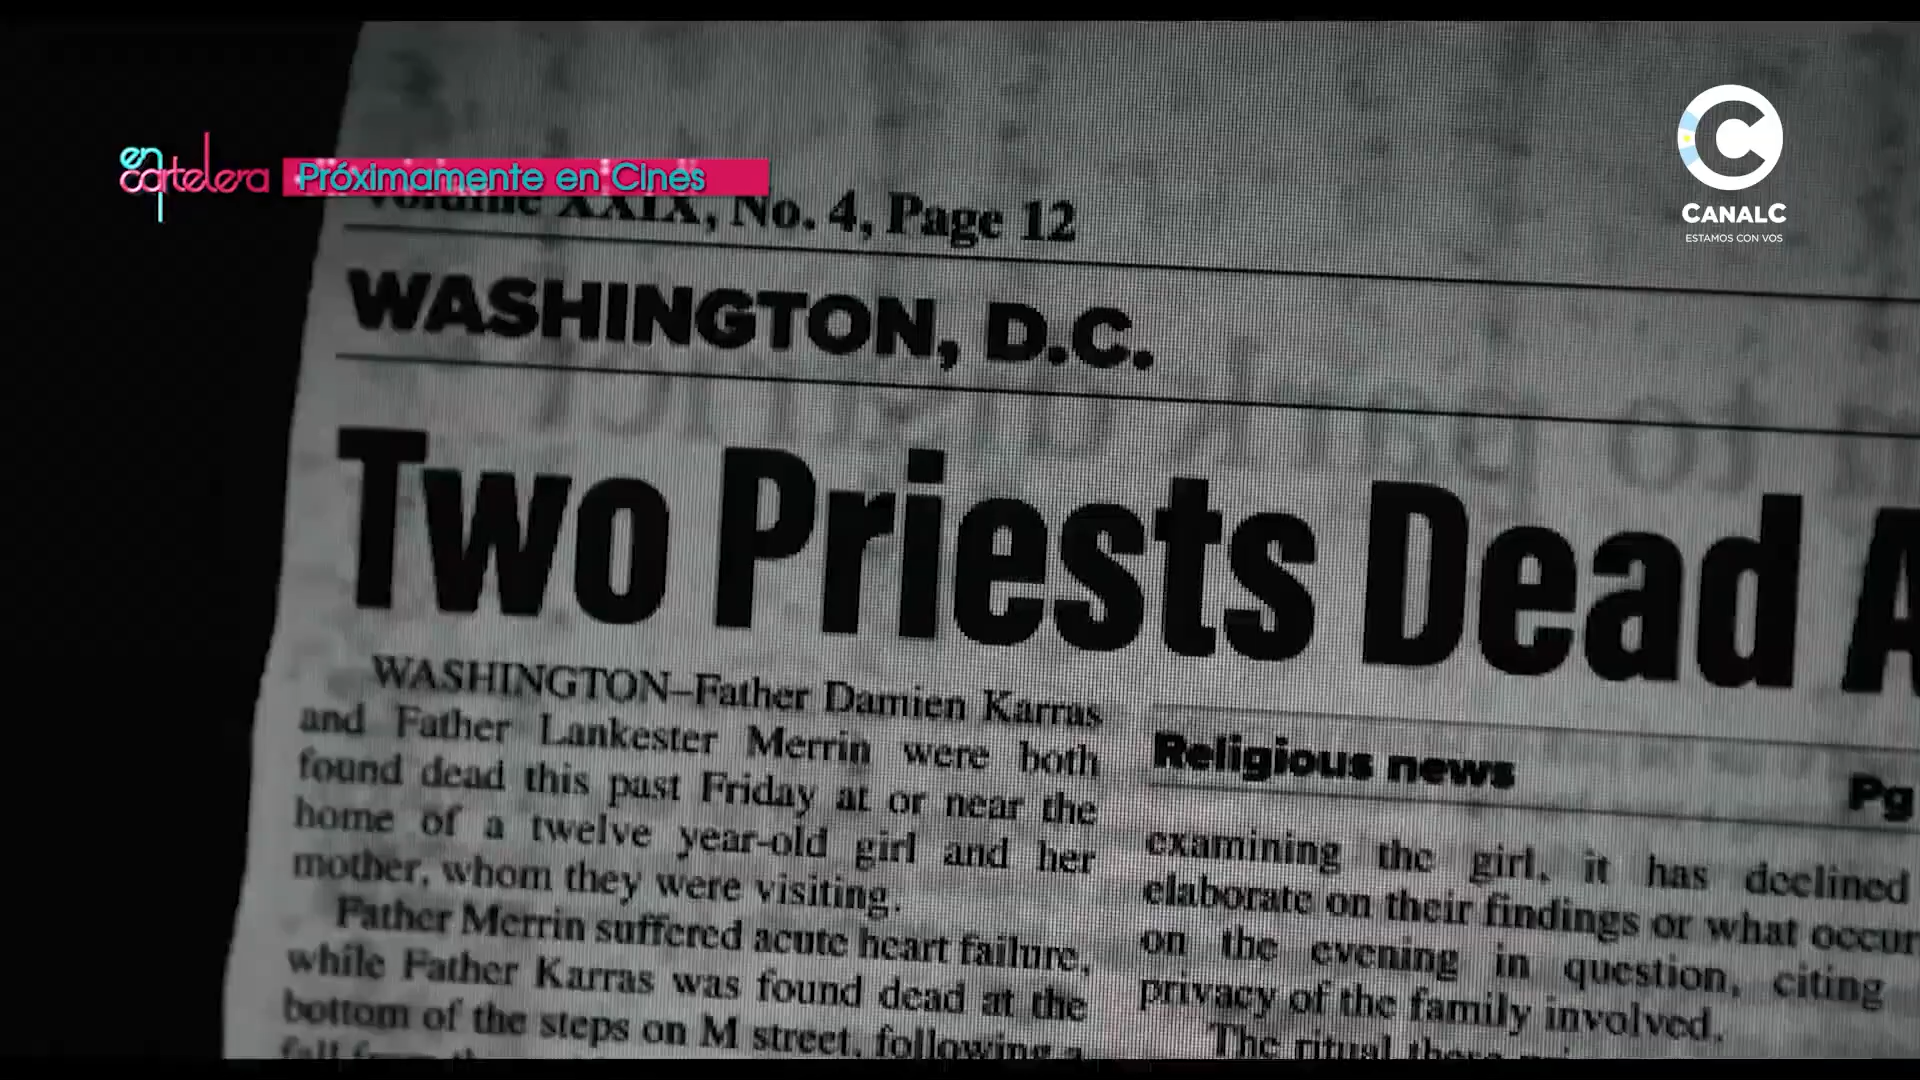 en
cartelera
Próximamente en Cines
CANALC
ESTAMOS CON VOS
Volume XXIX, No. 4, Page 12
WASHINGTON, D.C.
Two Priests Dead A
WASHINGTON–Father Damien Karras
and Father Lankester Merrin were both
found dead this past Friday at or near the
home of a twelve year-old girl and her
mother, whom they were visiting.
Father Merrin suffered acute heart failure,
while Father Karras was found dead at the
bottom of the steps on M street, following a
Religious news
Pg
examining the girl, it has declined
elaborate on their findings or what occur
on the evening in question, citing
privacy of the family involved.
The ritual